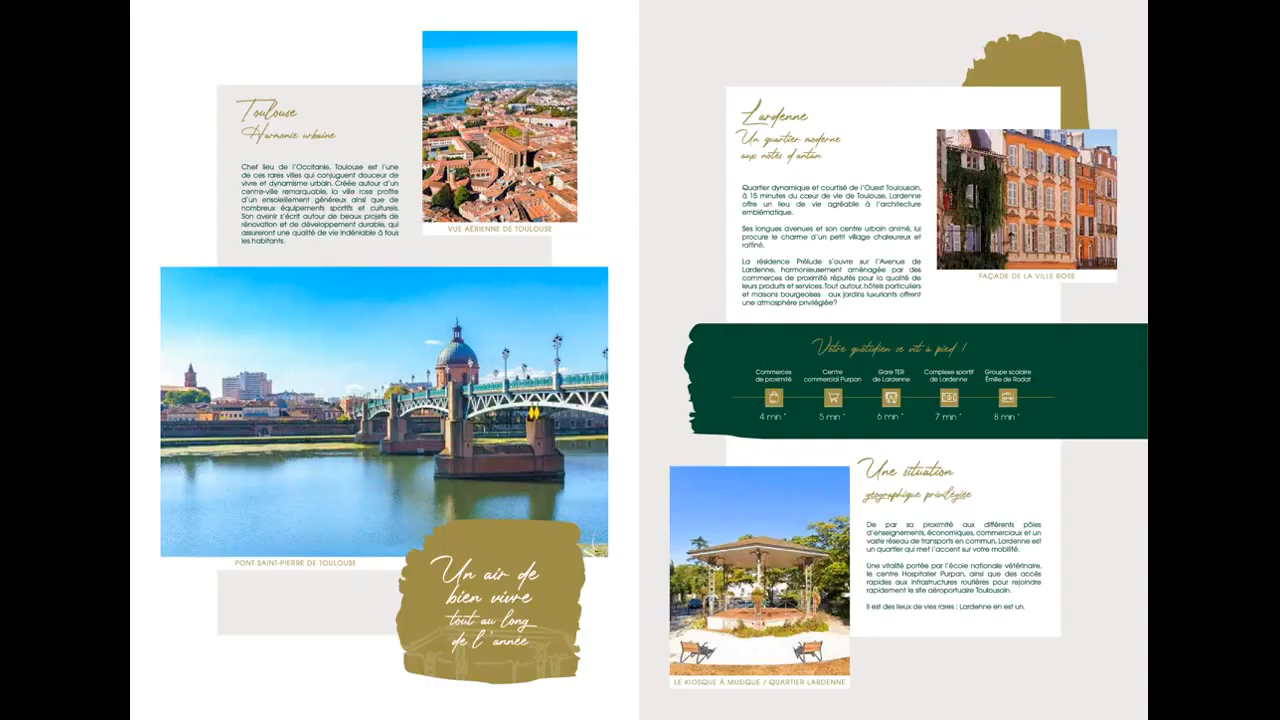 Toulouse
Harmonie urbaine
Chef lieu de l'Occitanie, Toulouse est l'une
de ces rares villes qui conjuguent douceur de
vivre et dynamisme urbain. Créée autour d'un
centre-ville remarquable, la ville rose profite
d'un ensoleillement généreux ainsi que de
nombreux équipements sportifs et culturels.
Son avenir s'écrit autour de beaux projets de
rénovation et de développement durable, qui
assureront une qualité de vie indéniable à tous
les habitants.
VUE AÉRIENNE DE TOULOUSE
PONT SAINT-PIERRE DE TOULOUSE
Un air de
bien vivre
tout au long
de l'année
Lardenne
Un quartier moderne
aux notes d'antan
Quartier dynamique et courtisé de l'Ouest Toulousain,
à 15 minutes du cœur de vie de Toulouse, Lardenne
offre un lieu de vie agréable à l'architecture
emblématique.
Ses longues avenues et son centre urbain animé, lui
procure le charme d'un petit village chaleureux et
raffiné.
La résidence Prélude s'ouvre sur l'Avenue de
Lardenne, harmonieusement aménagée par des
commerces de proximité réputés pour la qualité de
leurs produits et services. Tout autour, hôtels particuliers
et maisons bourgeoises aux jardins luxuriants offrent
une atmosphère privilégiée?
FAÇADE DE LA VILLE ROSE
Votre quotidien se vit à pied !
Commerces
de proximité
4 min *
Centre
commercial Purpan
5 min *
Gare TER
de Lardenne
6 min *
Complexe sportif
de Lardenne
7 min *
Groupe scolaire
Émilie de Rodat
8 min *
Une situation
géographique privilégiée
De par sa proximité aux différents pôles
d'enseignements, économiques, commerciaux et un
vaste réseau de transports en commun, Lardenne est
un quartier qui met l'accent sur votre mobilité.
Une vitalité portée par l'école nationale vétérinaire,
le centre Hospitalier Purpan, ainsi que des accès
rapides aux infrastructures routières pour rejoindre
rapidement le site aéroportuaire Toulousain.
Il est des lieux de vies rares : Lardenne en est un.
LE KIOSQUE À MUSIQUE / QUARTIER LARDENNE